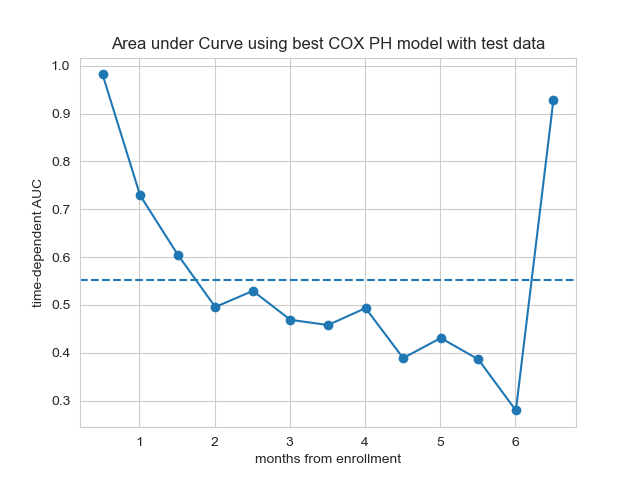 Area under Curve using best COX PH model with test data
1.0
0.9
0.8
0.7
0.6
0.5
0.4
0.3
time-dependent AUC
1 2 3 4 5 6
months from enrollment